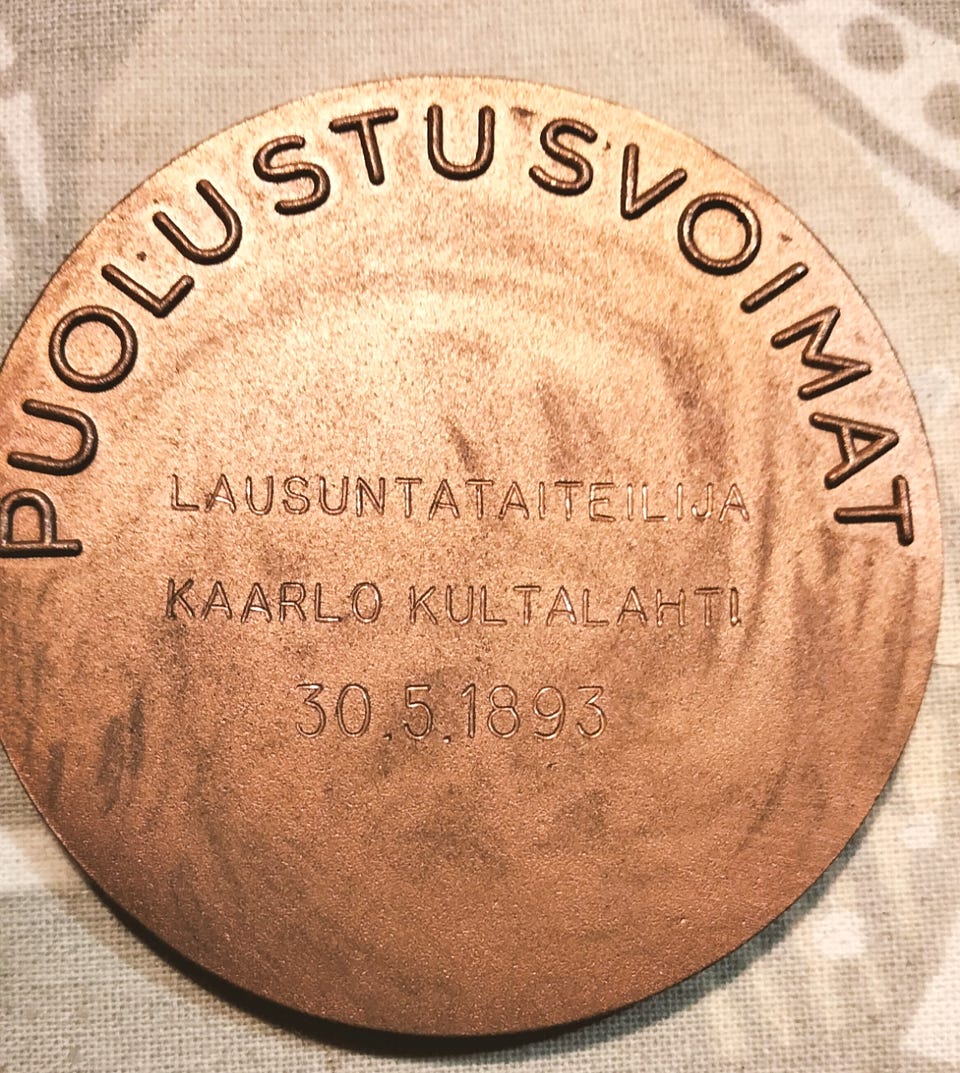 PUOLUSTUSVOIMAT
LAUSUNTATAITEILIJA
KAARLO KULTALAHTI
30.5.1893